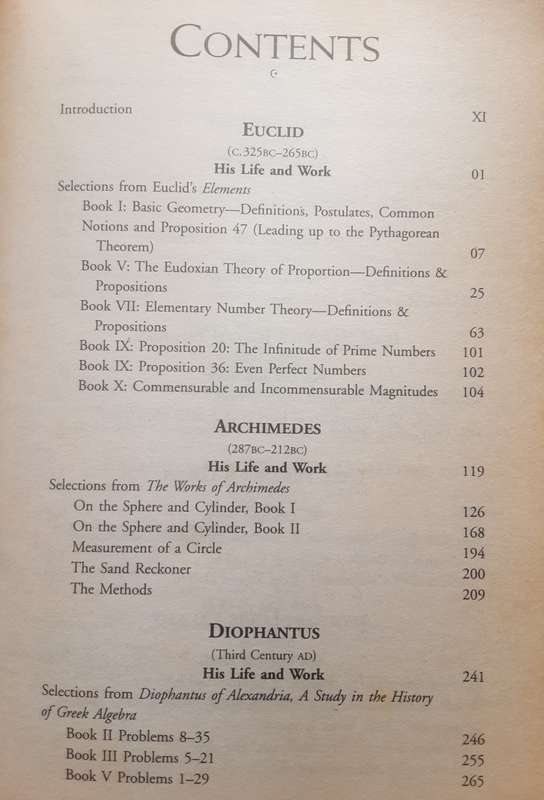 CONTENTS
Introduction XI
EUCLID
(C.325BC–265BC)
His Life and Work 01
Selections from Euclid's Elements
Book I: Basic Geometry—Definitions, Postulates, Common
Notions and Proposition 47 (Leading up to the Pythagorean
Theorem) 07
Book V: The Eudoxian Theory of Proportion—Definitions &
Propositions 25
Book VII: Elementary Number Theory—Definitions &
Propositions 63
Book IX: Proposition 20: The Infinitude of Prime Numbers 101
Book IX: Proposition 36: Even Perfect Numbers 102
Book X: Commensurable and Incommensurable Magnitudes 104
ARCHIMEDES
(287BC–212BC)
His Life and Work 119
Selections from The Works of Archimedes
On the Sphere and Cylinder, Book I 126
On the Sphere and Cylinder, Book II 168
Measurement of a Circle 194
The Sand Reckoner 200
The Methods 209
DIOPHANTUS
(Third Century AD)
His Life and Work 241
Selections from Diophantus of Alexandria, A Study in the History
of Greek Algebra
Book II Problems 8–35 246
Book III Problems 5–21 255
Book V Problems 1–29 265